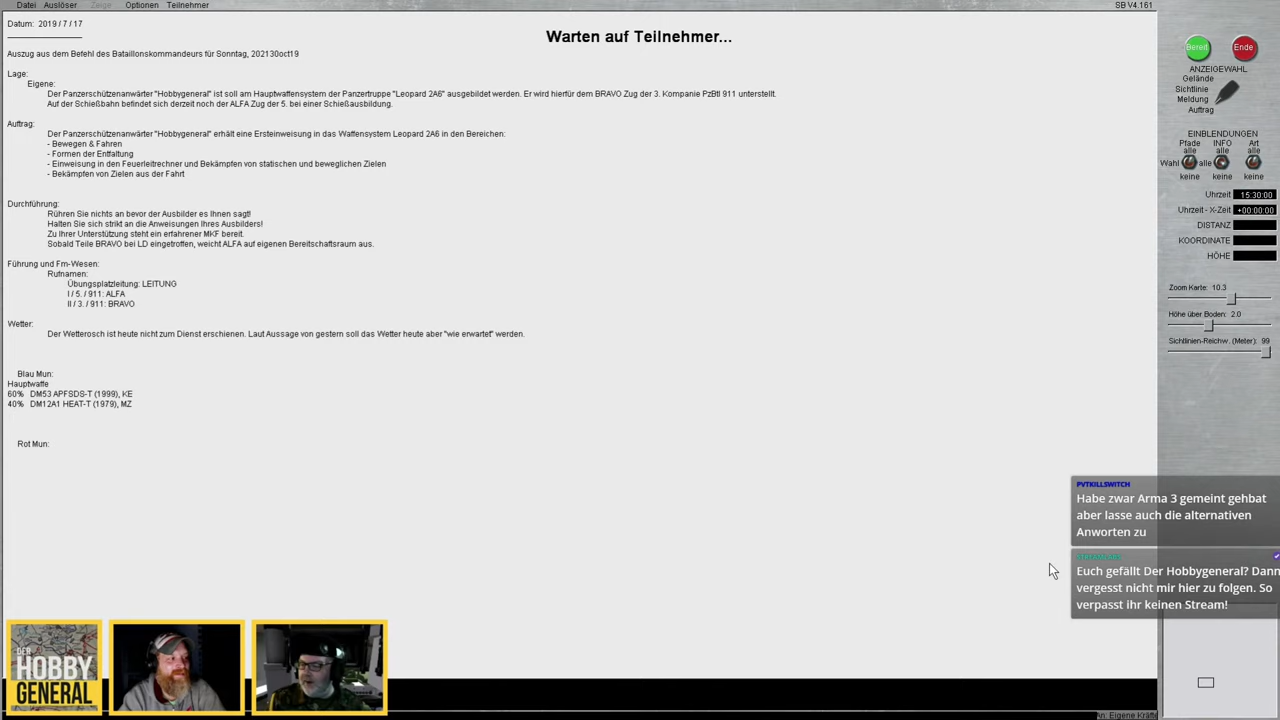 Datei Auslöser Zeige Optionen Teilnehmer
SB V4.161
Datum: 2019 / 7 / 17
Warten auf Teilnehmer...
Auszug aus dem Befehl des Bataillonskommandeurs für Sonntag, 202130oct19
Lage:
Eigene:
Der Panzerschützenanwärter "Hobbygeneral" ist soll am Hauptwaffensystem der Panzertruppe "Leopard 2A6" ausgebildet werden. Er wird hierfür dem BRAVO Zug der 3. Kompanie PzBtl 911 unterstellt.
Auf der Schießbahn befindet sich derzeit noch der ALFA Zug der 5. bei einer Schießausbildung.
Auftrag:
Der Panzerschützenanwärter "Hobbygeneral" erhält eine Ersteinweisung in das Waffensystem Leopard 2A6 in den Bereichen:
- Bewegen & Fahren
- Formen der Entfaltung
- Einweisung in den Feuerleitrechner und Bekämpfen von statischen und beweglichen Zielen
- Bekämpfen von Zielen aus der Fahrt
Durchführung:
Rühren Sie nichts an bevor der Ausbilder es Ihnen sagt!
Halten Sie sich strikt an die Anweisungen Ihres Ausbilders!
Zu Ihrer Unterstützung steht ein erfahrener MKF bereit.
Sobald Teile BRAVO bei LD eingetroffen, weicht ALFA auf eigenen Bereitschaftsraum aus.
Führung und Fm-Wesen:
Rufnamen:
Übungsplatzleitung: LEITUNG
I / 5. / 911: ALFA
II / 3. / 911: BRAVO
Wetter:
Der Wetterosch ist heute nicht zum Dienst erschienen. Laut Aussage von gestern soll das Wetter heute aber "wie erwartet" werden.
Blau Mun:
Hauptwaffe
60% DM53 APFSDS-T (1999), KE
40% DM12A1 HEAT-T (1979), MZ
Rot Mun:
Bereit Ende
ANZEIGEWAHL
Gelände
Sichtlinie
Meldung
Auftrag
EINBLENDUNGEN
Pfade INFO Art
alle alle alle
Wahl alle
keine keine keine
Uhrzeit 15:30:00
Uhrzeit - X-Zeit +00:00:00
DISTANZ
KOORDINATE
HÖHE
Zoom Karte: 10.3
Höhe über Boden: 2.0
Sichtlinien-Reichw. (Meter): 99
PVTKILLSWITCH
Habe zwar Arma 3 gemeint gehbat
aber lasse auch die alternativen
Anworten zu
Euch gefällt Der Hobbygeneral? Dann
vergesst nicht mir hier zu folgen. So
verpasst ihr keinen Stream!
DER
HOBBY
GENERAL
An: Eigene Kräfte